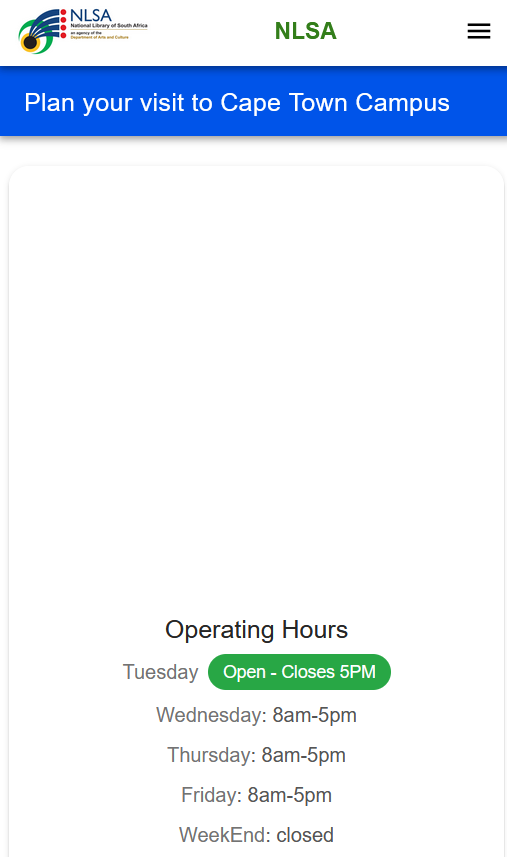 NLSA
National Library of South Africa
an agency of the
Department of Arts and Culture
NLSA
Plan your visit to Cape Town Campus
Operating Hours
Tuesday Open - Closes 5PM
Wednesday: 8am-5pm
Thursday: 8am-5pm
Friday: 8am-5pm
WeekEnd: closed